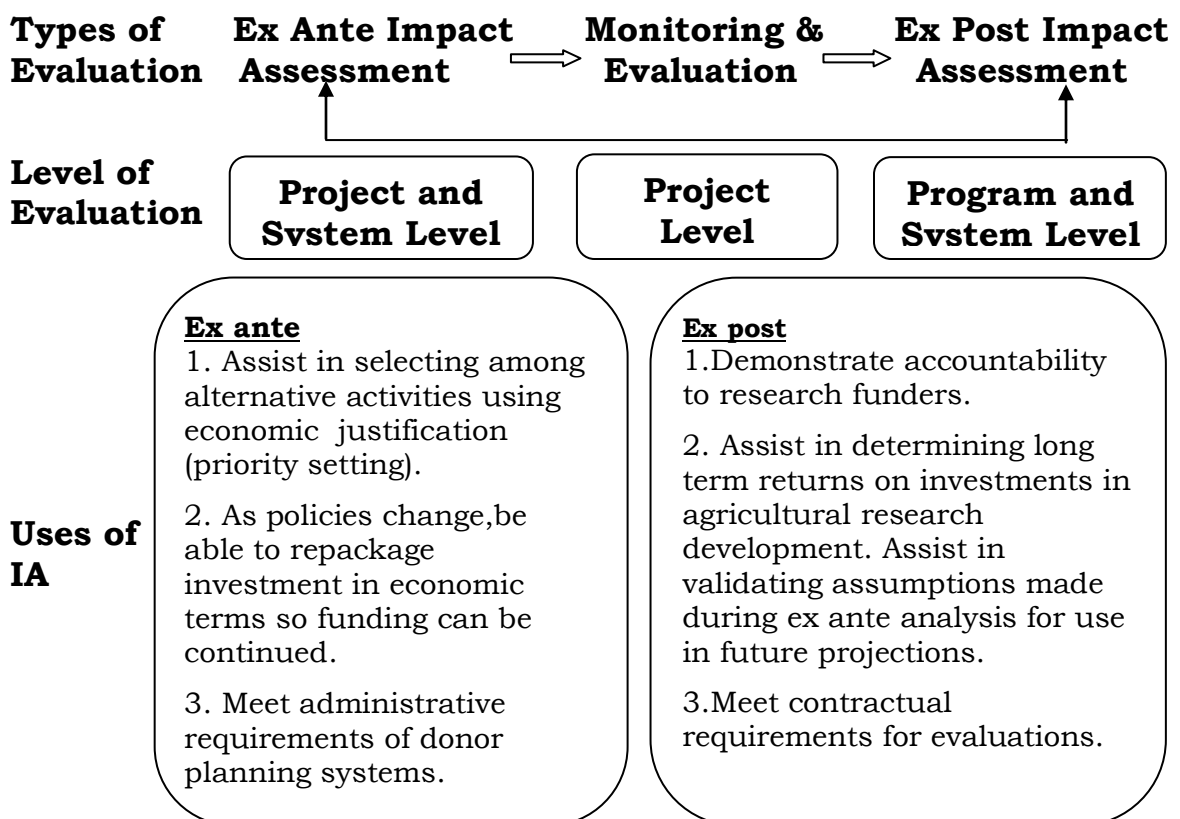 Types of
Evaluation
Ex Ante Impact
Assessment
Monitoring &
Evaluation
Ex Post Impact
Assessment
Level of
Evaluation
Project and
System Level
Project
Level
Program and
System Level
Uses of
IA
Ex ante
1. Assist in selecting among
alternative activities using
economic justification
(priority setting).
2. As policies change,be
able to repackage
investment in economic
terms so funding can be
continued.
3. Meet administrative
requirements of donor
planning systems.
Ex post
1.Demonstrate accountability
to research funders.
2. Assist in determining long
term returns on investments in
agricultural research
development. Assist in
validating assumptions made
during ex ante analysis for use
in future projections.
3.Meet contractual
requirements for evaluations.